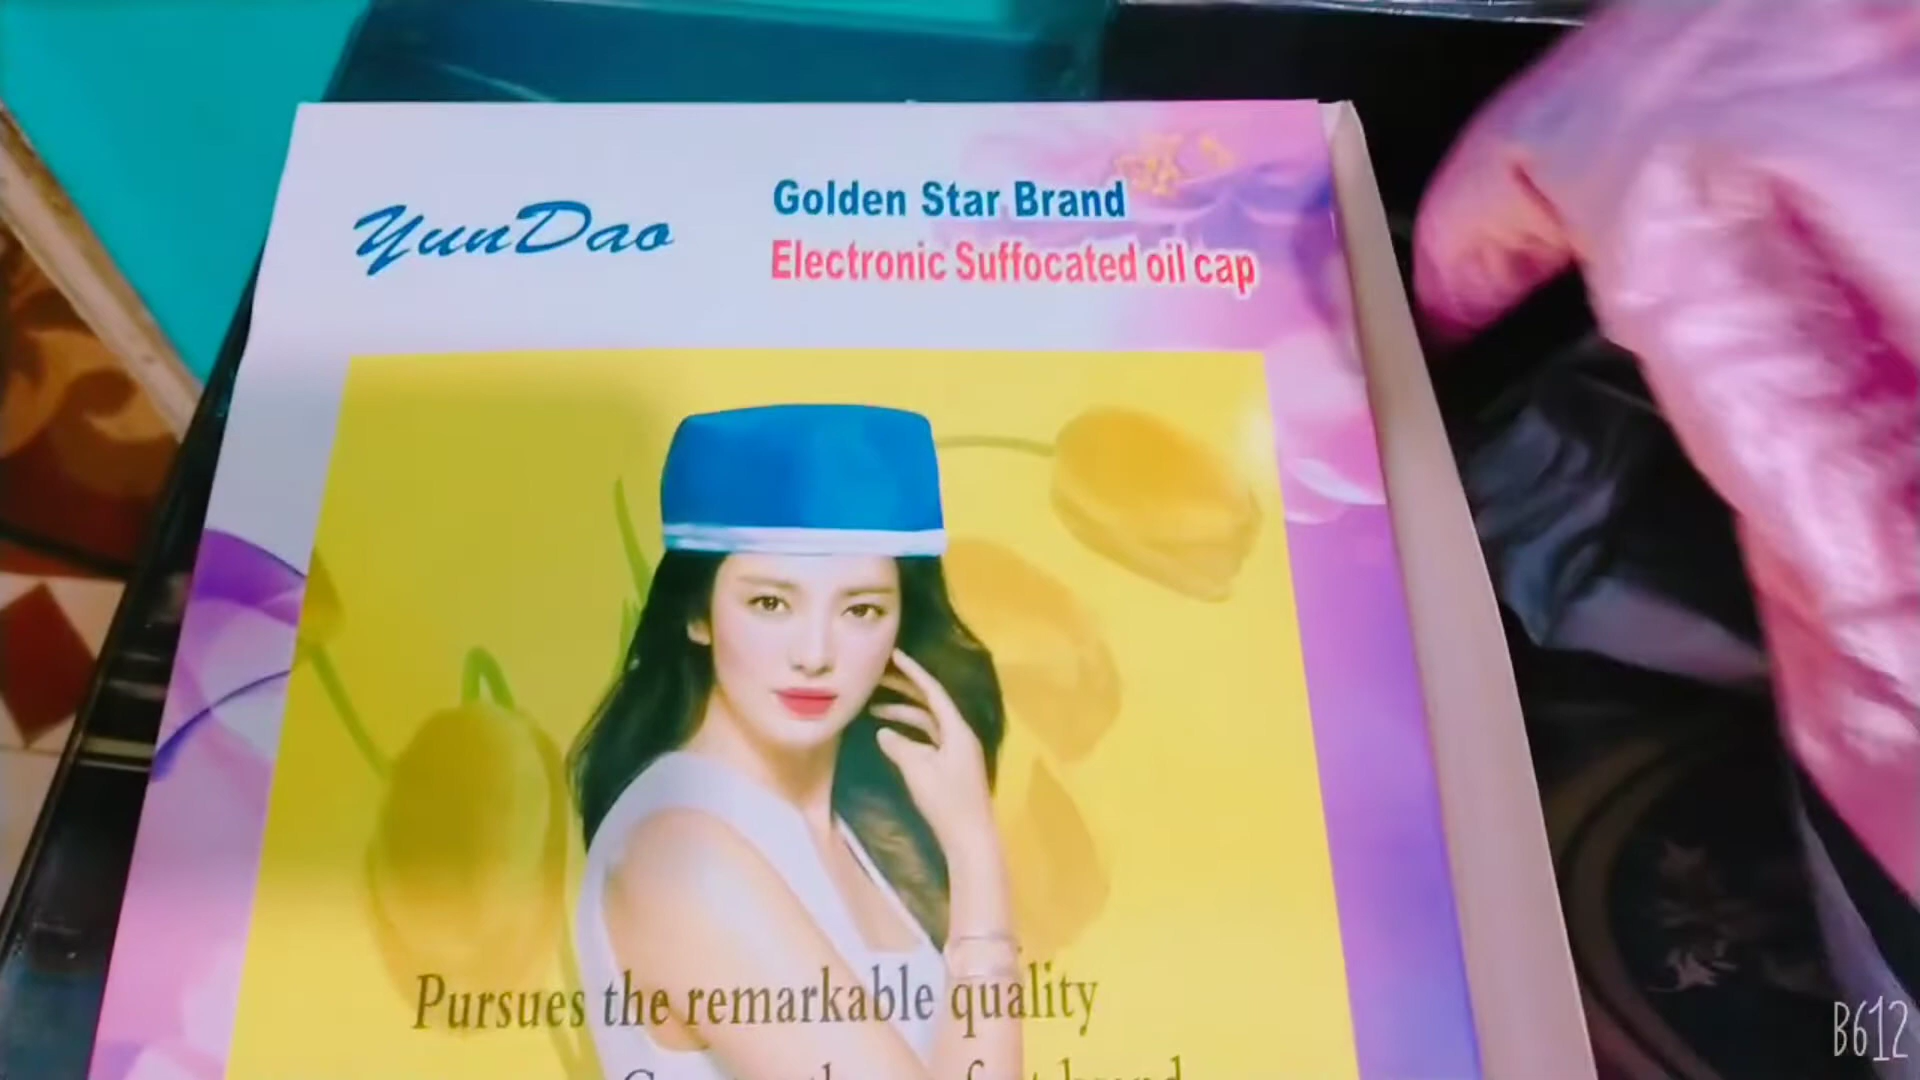 YunDao
Golden Star Brand
Electronic Suffocated oil cap
Pursues the remarkable quality
B612